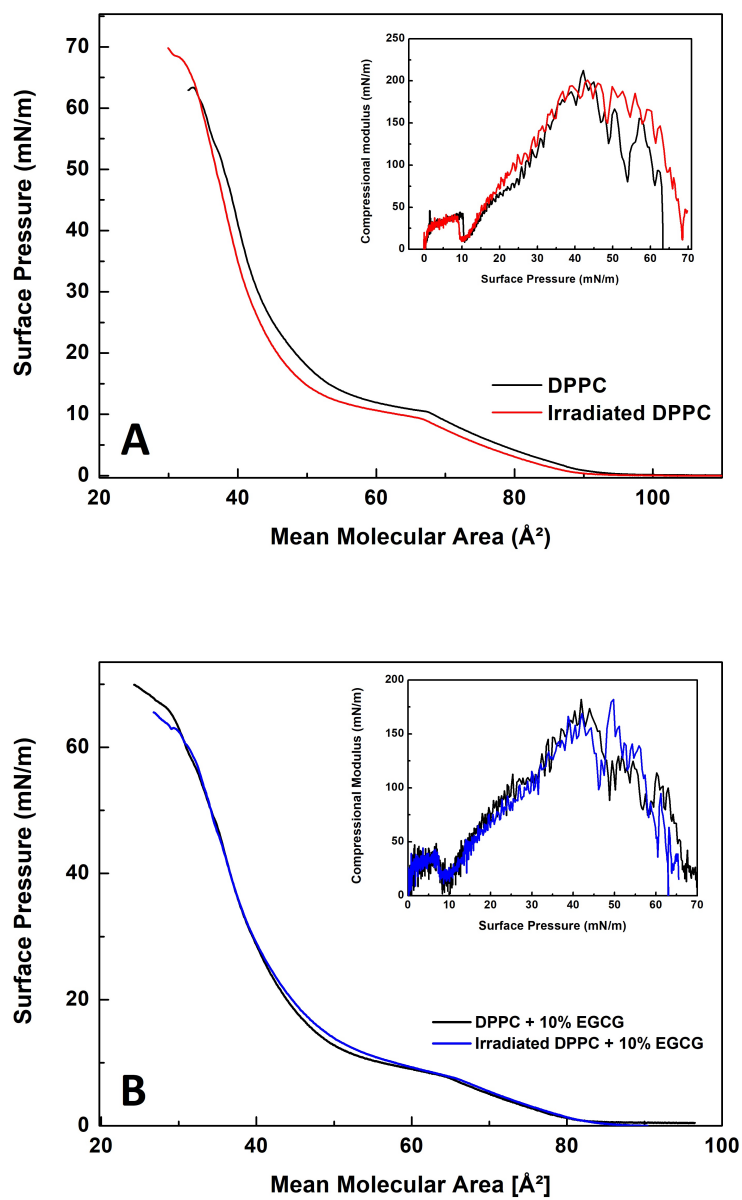 70
60
50
40
30
20
10
0
Surface Pressure (mN/m)
20 40 60 80 100
Mean Molecular Area (Å²)
A
DPPC
Irradiated DPPC
250
200
150
100
50
0
Compressional modulus (mN/m)
0 10 20 30 40 50 60 70
Surface Pressure (mN/m)
60
40
20
0
Surface Pressure (mN/m)
20 40 60 80 100
Mean Molecular Area [Å²]
B
DPPC + 10% EGCG
Irradiated DPPC + 10% EGCG
200
150
100
50
0
Compressional Modulus (mN/m)
0 10 20 30 40 50 60 70
Surface Pressure (mN/m)